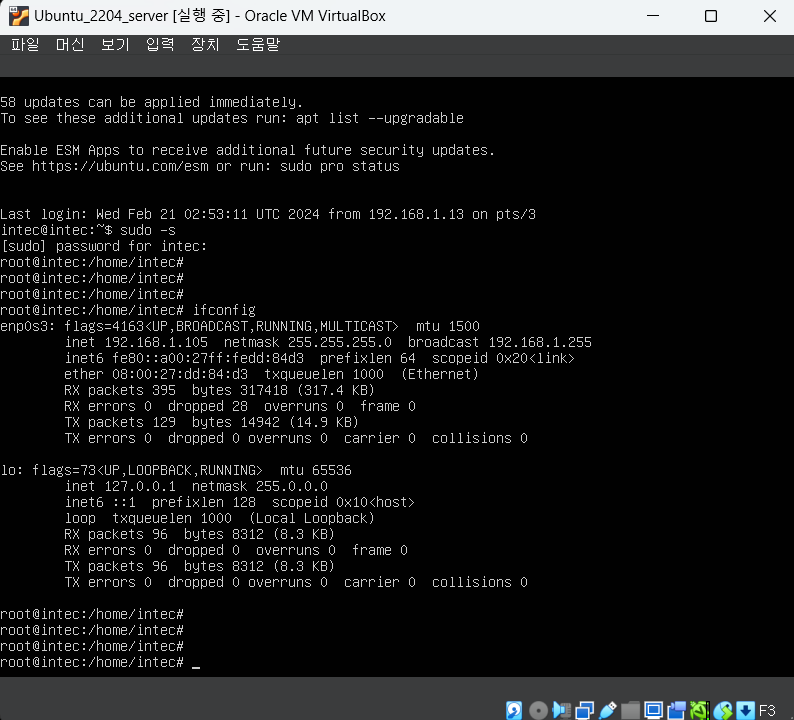 Ubuntu_2204_server [실행 중] - Oracle VM VirtualBox
파일 머신 보기 입력 장치 도움말
58 updates can be applied immediately.
To see these additional updates run: apt list --upgradable
Enable ESM Apps to receive additional future security updates.
See https://ubuntu.com/esm or run: sudo pro status
Last login: Wed Feb 21 02:53:11 UTC 2024 from 192.168.1.13 on pts/3
intec@intec:~$ sudo -s
[sudo] password for intec:
root@intec:/home/intec#
root@intec:/home/intec#
root@intec:/home/intec#
root@intec:/home/intec# ifconfig
enp0s3: flags=4163<UP,BROADCAST,RUNNING,MULTICAST>  mtu 1500
        inet 192.168.1.105  netmask 255.255.255.0  broadcast 192.168.1.255
        inet6 fe80::a00:27ff:fedd:84d3  prefixlen 64  scopeid 0x20<link>
        ether 08:00:27:dd:84:d3  txqueuelen 1000  (Ethernet)
        RX packets 395  bytes 317418 (317.4 KB)
        RX errors 0  dropped 28  overruns 0  frame 0
        TX packets 129  bytes 14942 (14.9 KB)
        TX errors 0  dropped 0 overruns 0  carrier 0  collisions 0
lo: flags=73<UP,LOOPBACK,RUNNING>  mtu 65536
        inet 127.0.0.1  netmask 255.0.0.0
        inet6 ::1  prefixlen 128  scopeid 0x10<host>
        loop  txqueuelen 1000  (Local Loopback)
        RX packets 96  bytes 8312 (8.3 KB)
        RX errors 0  dropped 0  overruns 0  frame 0
        TX packets 96  bytes 8312 (8.3 KB)
        TX errors 0  dropped 0 overruns 0  carrier 0  collisions 0
root@intec:/home/intec#
root@intec:/home/intec#
root@intec:/home/intec#
root@intec:/home/intec# _
F3